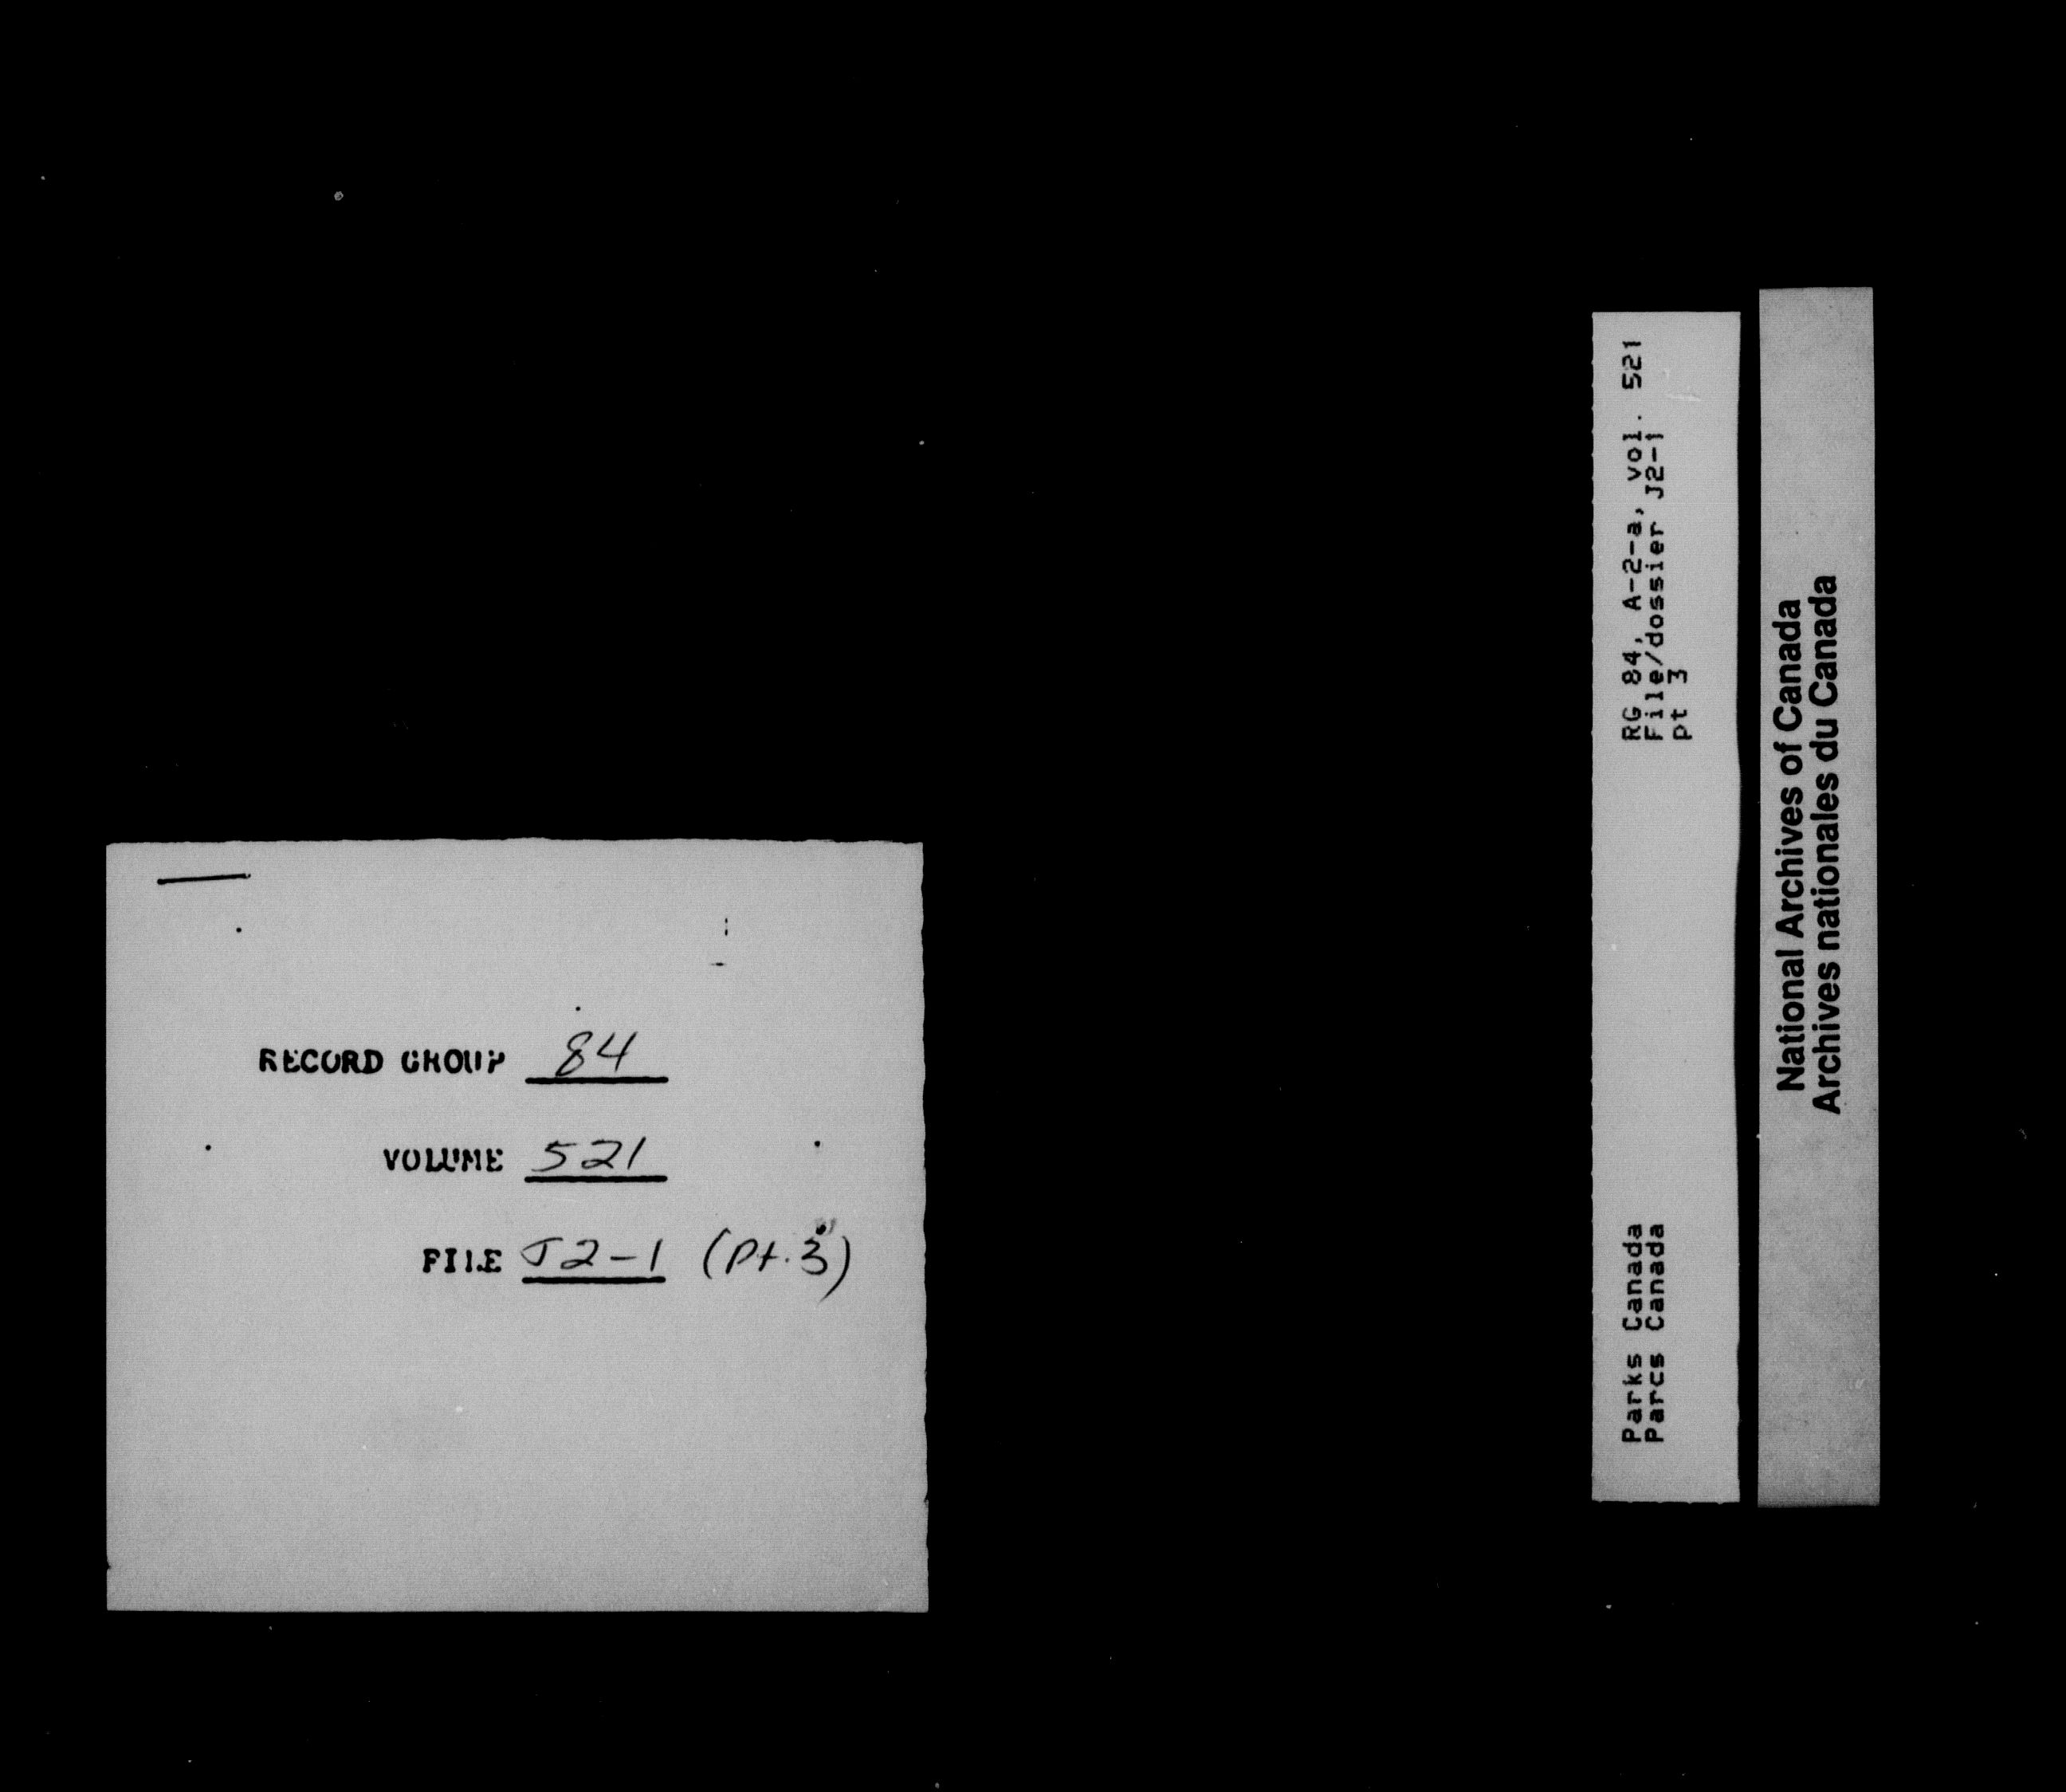 RECORD GROUP 84
VOLUME 521
FILE J2-1 (Pt. 3)
Parks Canada
Parcs Canada
RG 84, A-2-a, vol. 521
File/dossier J2-1
pt 3
National Archives of Canada
Archives nationales du Canada